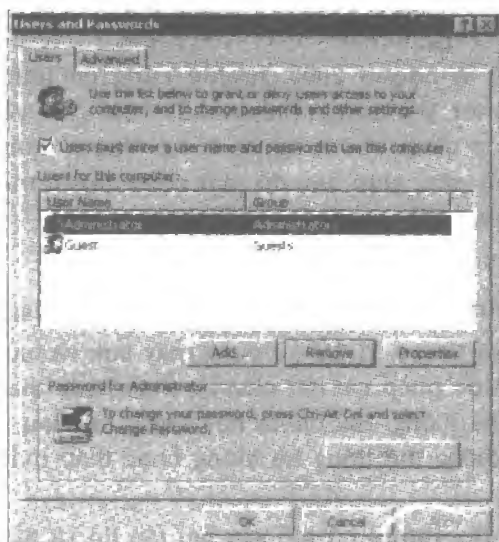 Users and Passwords
Users Advanced
Use the list below to grant or deny users access to your
computer, and to change passwords and other settings.
Users must enter a user name and password to use this computer.
Users for this computer:
User Name Group
Administrator Administrators
Guest Guests
Add... Remove Properties
Password for Administrator
To change your password, press Ctrl-Alt-Del and select
Change Password.
OK Cancel